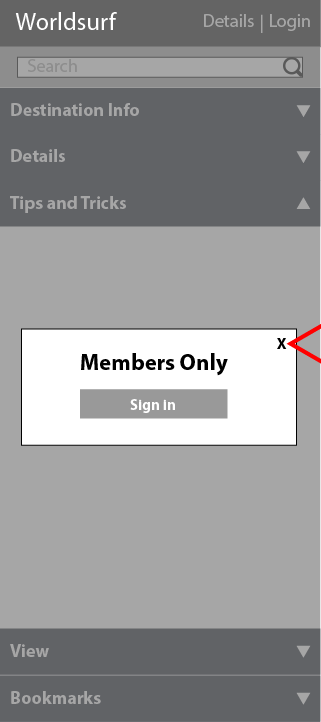 Worldsurf
Details | Login
Search
Destination Info
Details
Tips and Tricks
X
Members Only
Sign in
View
Bookmarks